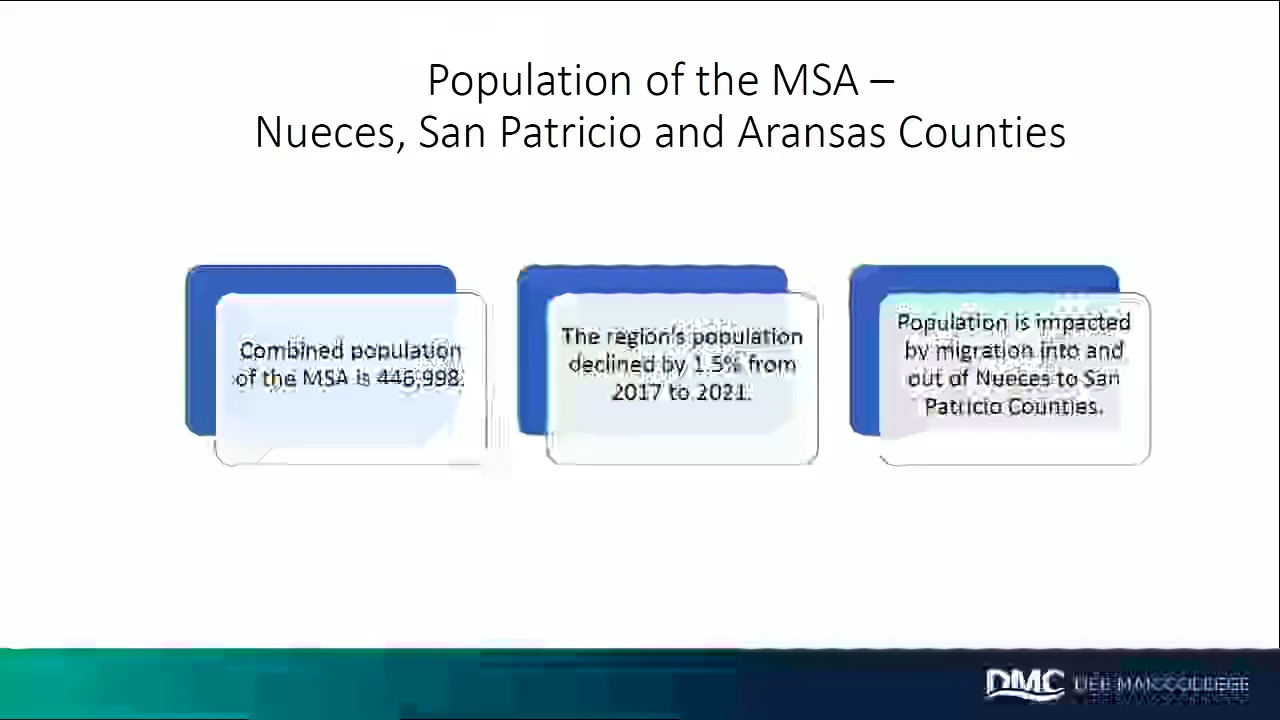 Population of the MSA –
Nueces, San Patricio and Aransas Counties
Combined population
of the MSA is 446,998.
The region's population
declined by 1.5% from
2017 to 2021.
Population is impacted
by migration into and
out of Nueces to San
Patricio Counties.
DMC
COLLEGE